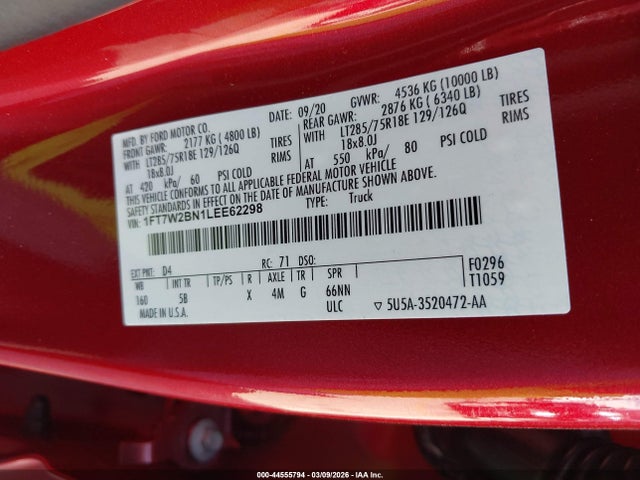 MFD. BY FORD MOTOR CO. 09/20 GVWR: 4536 KG (10000 LB)
FRONT GAWR: 2177 KG (4800 LB) REAR GAWR: 2876 KG (6340 LB)
WITH LT285/75R18E 129/126Q TIRES WITH LT285/75R18E 129/126Q TIRES
18x8.0J RIMS 18x8.0J RIMS
AT 420 kPa/ 60 PSI COLD AT 550 kPa/ 80 PSI COLD
THIS VEHICLE CONFORMS TO ALL APPLICABLE FEDERAL MOTOR VEHICLE
SAFETY STANDARDS IN EFFECT ON THE DATE OF MANUFACTURE SHOWN ABOVE.
VIN: 1FT7W2BN1LEE62298 TYPE: Truck
EXT PNT: D4 RC: 71 DSO: F0296
WB INT TR TP/PS R AXLE TR SPR T1059
160 5B X 4M G 66NN
MADE IN U.S.A. ULC ▽ 5U5A-3520472-AA
000-44555794 | 03/09/2026 | IAA Inc.